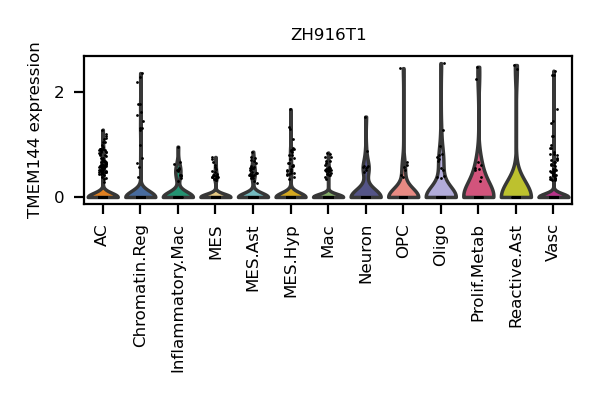 ZH916T1
TMEM144 expression
2
0
AC
Chromatin.Reg
Inflammatory.Mac
MES
MES.Ast
MES.Hyp
Mac
Neuron
OPC
Oligo
Prolif.Metab
Reactive.Ast
Vasc